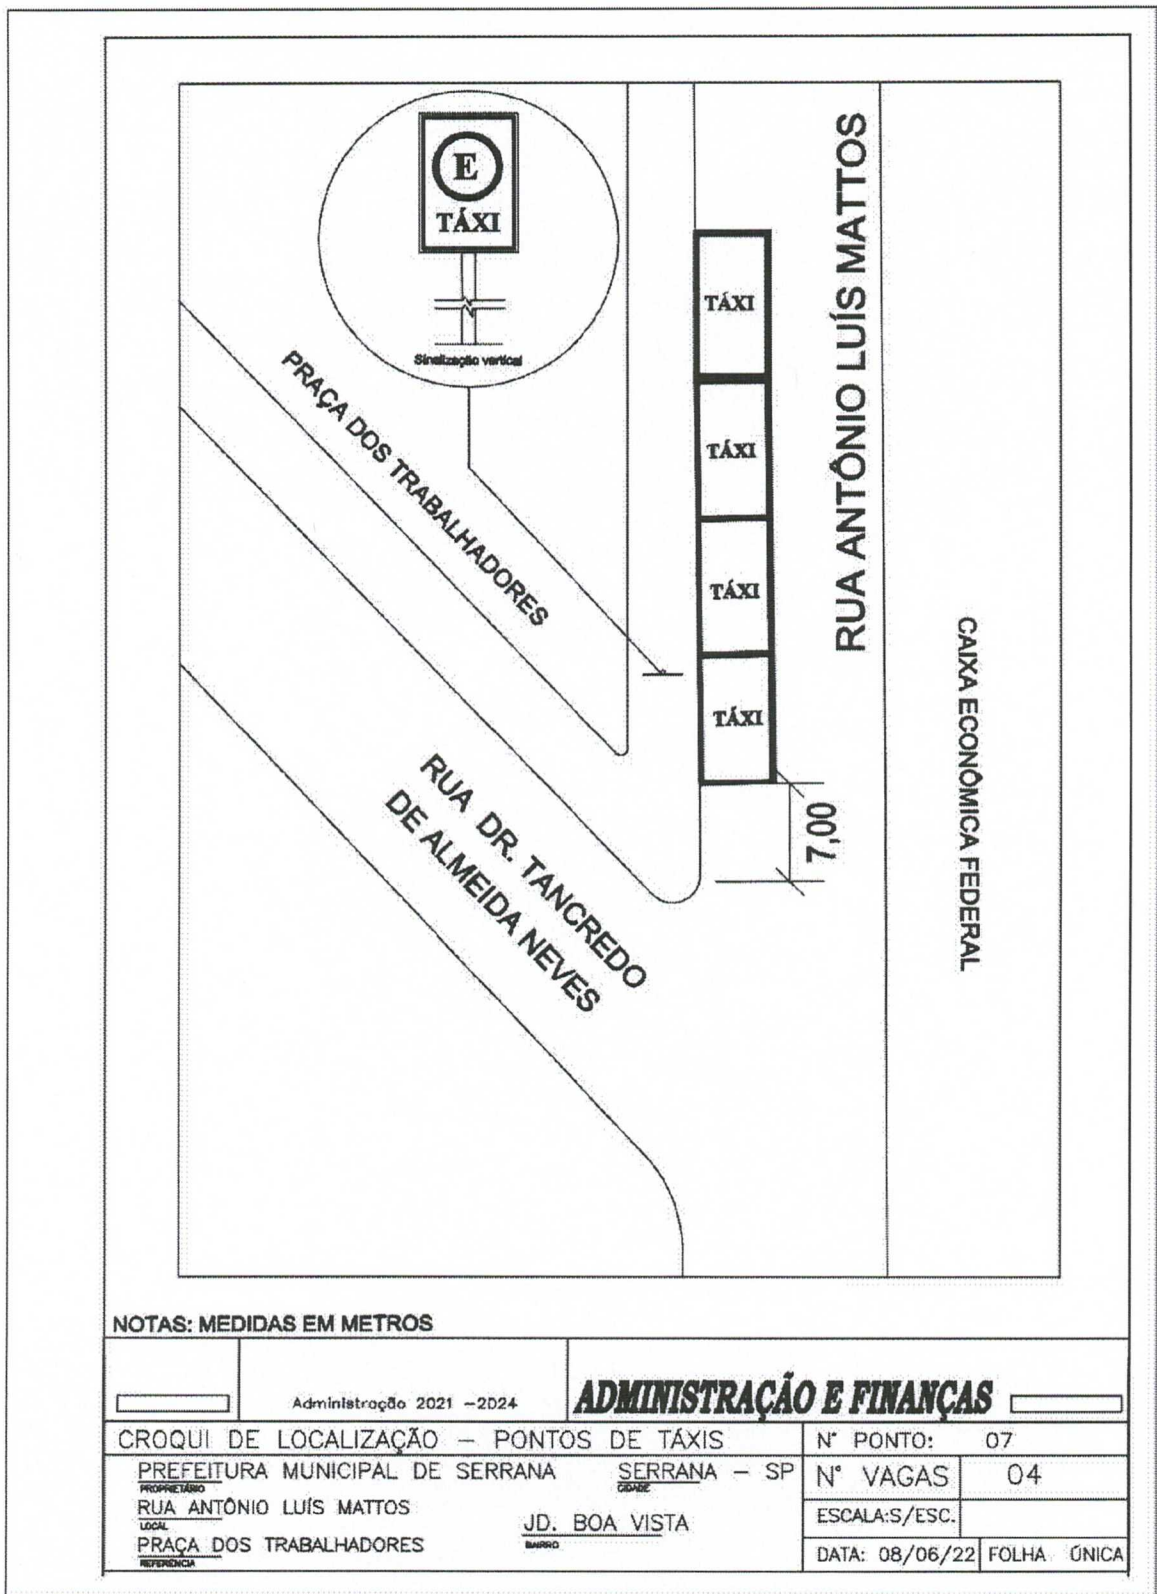 E
TÁXI
Sinalização vertical
PRAÇA DOS TRABALHADORES
TÁXI
TÁXI
TÁXI
TÁXI
RUA ANTÔNIO LUÍS MATTOS
CAIXA ECONÔMICA FEDERAL
7,00
RUA DR. TANCREDO
DE ALMEIDA NEVES
NOTAS: MEDIDAS EM METROS
Administração 2021 -2024
ADMINISTRAÇÃO E FINANÇAS
CROQUI DE LOCALIZAÇÃO - PONTOS DE TÁXIS
N° PONTO: 07
PREFEITURA MUNICIPAL DE SERRANA
PROPRIETÁRIO
SERRANA - SP
CIDADE
N° VAGAS 04
RUA ANTÔNIO LUÍS MATTOS
LOCAL
JD. BOA VISTA
BAIRRO
ESCALA:S/ESC.
PRAÇA DOS TRABALHADORES
REFERENCIA
DATA: 08/06/22
FOLHA ÚNICA